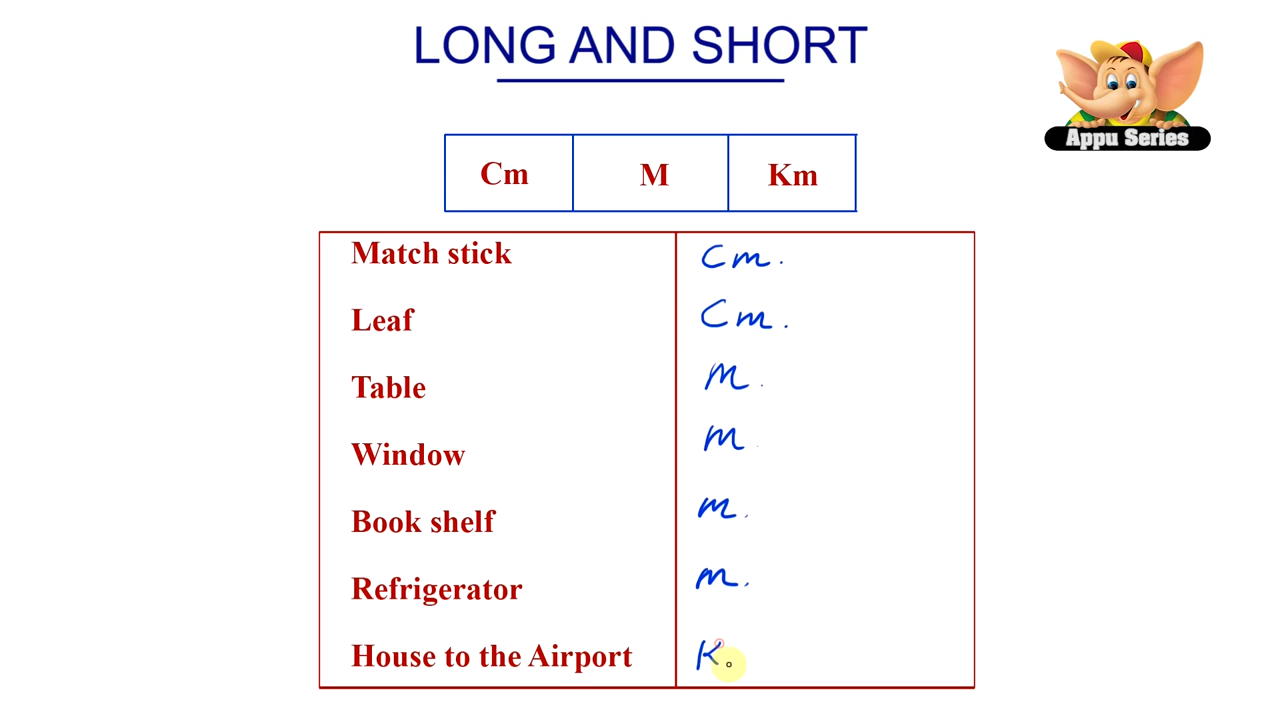 LONG AND SHORT
Appu Series
Cm M Km
Match stick Cm.
Leaf Cm.
Table M.
Window m
Book shelf m.
Refrigerator m.
House to the Airport K